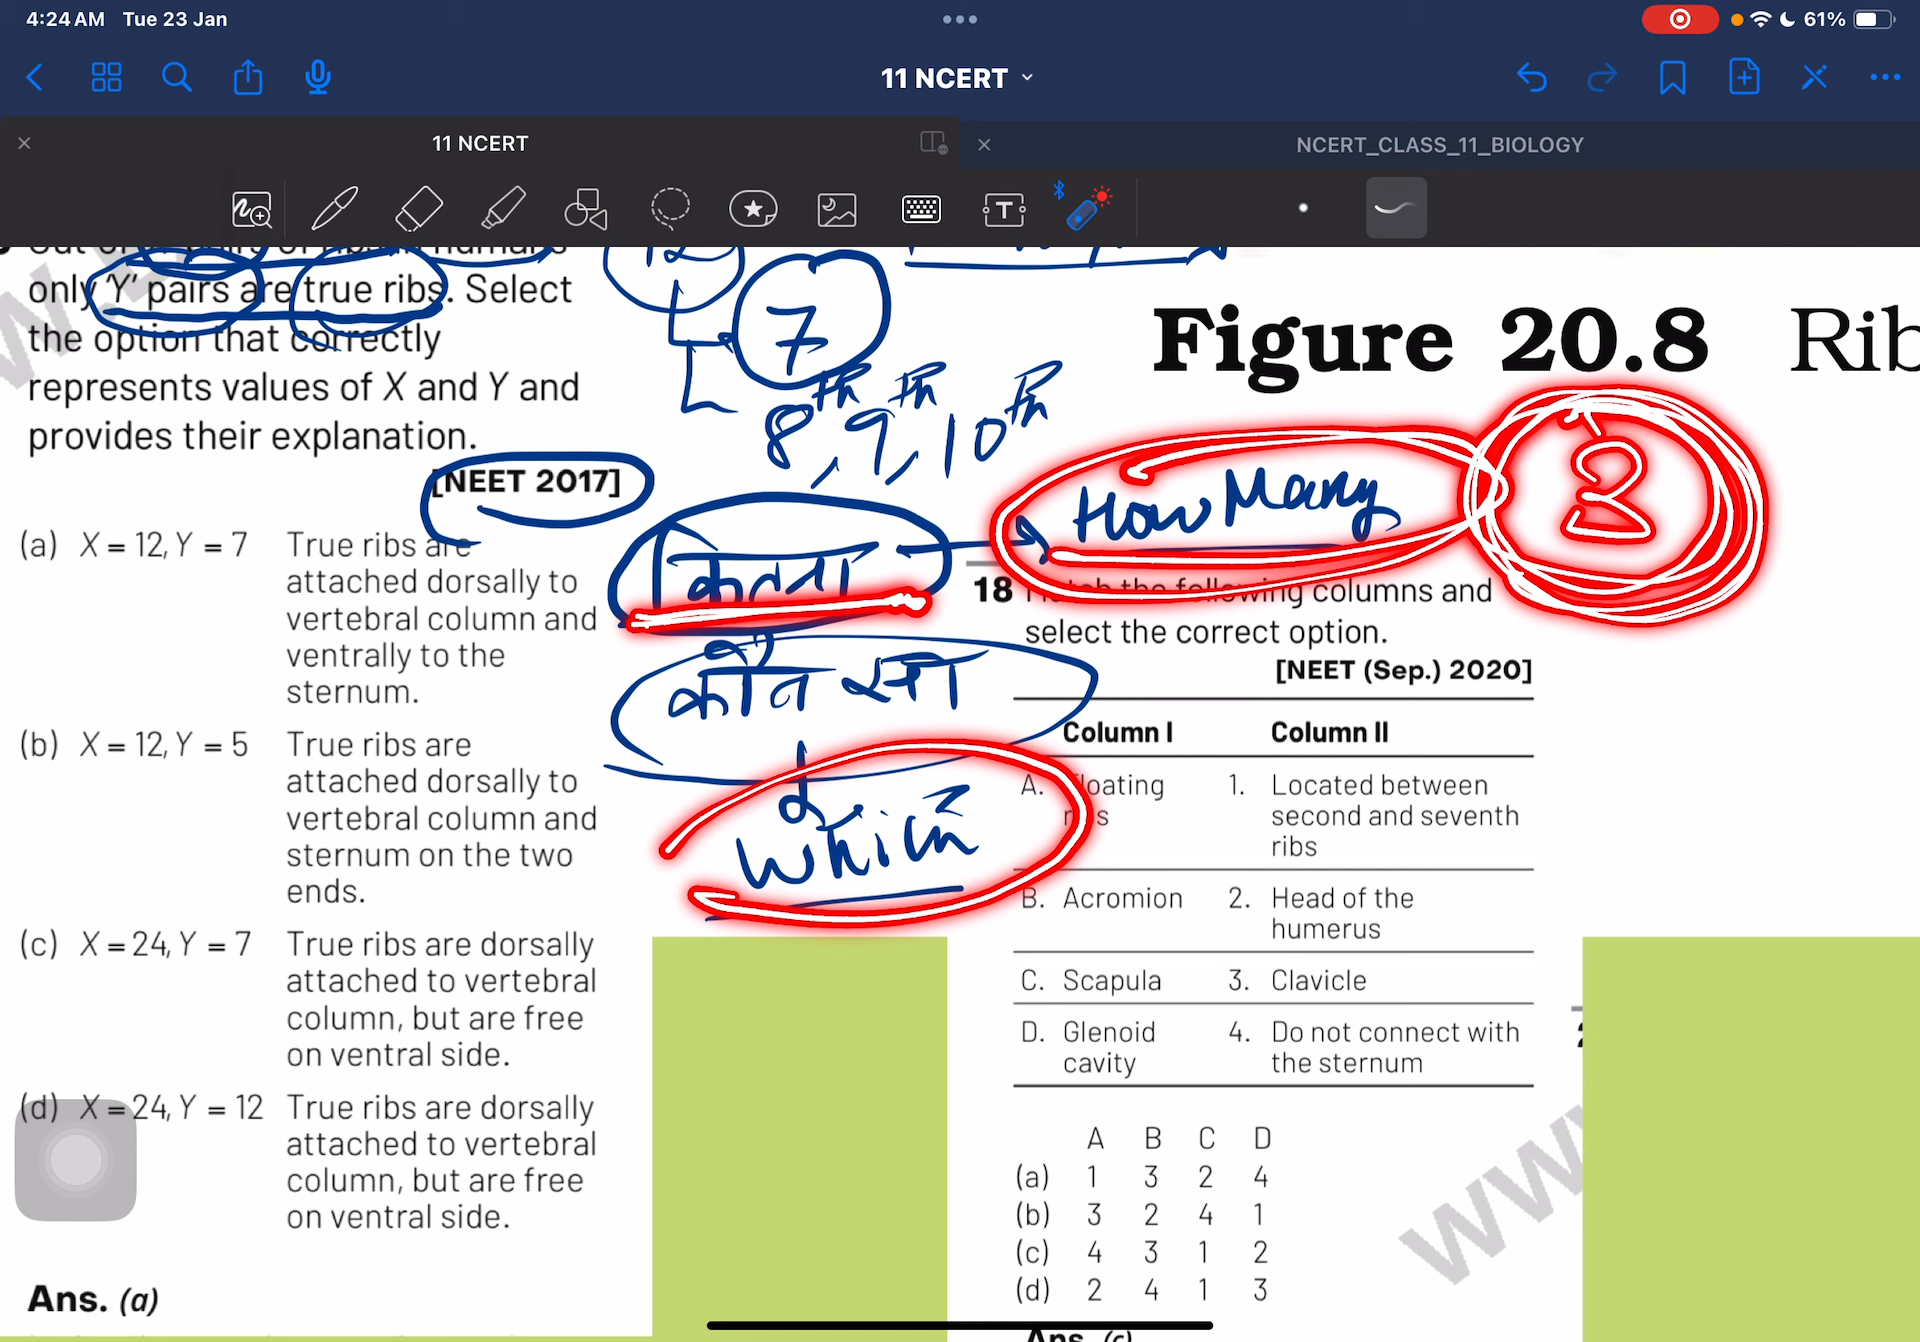 4:24 AM Tue 23 Jan
61%
11 NCERT
11 NCERT
NCERT_CLASS_11_BIOLOGY
only 'Y' pairs are true ribs. Select
the option that correctly
represents values of X and Y and
provides their explanation.
[NEET 2017]
(a) X = 12, Y = 7 True ribs are
attached dorsally to
vertebral column and
ventrally to the
sternum.
(b) X = 12, Y = 5 True ribs are
attached dorsally to
vertebral column and
sternum on the two
ends.
(c) X = 24, Y = 7 True ribs are dorsally
attached to vertebral
column, but are free
on ventral side.
(d) X = 24, Y = 12 True ribs are dorsally
attached to vertebral
column, but are free
on ventral side.
Ans. (a)
12
7
8th, 9th, 10th
कितना
How Many
3
कौन सा
Which
Figure 20.8 Rib
18 Match the following columns and
select the correct option.
[NEET (Sep.) 2020]
Column I Column II
A. Floating ribs 1. Located between
second and seventh
ribs
B. Acromion 2. Head of the
humerus
C. Scapula 3. Clavicle
D. Glenoid cavity 4. Do not connect with
the sternum
A B C D
(a) 1 3 2 4
(b) 3 2 4 1
(c) 4 3 1 2
(d) 2 4 1 3
Ans. (c)